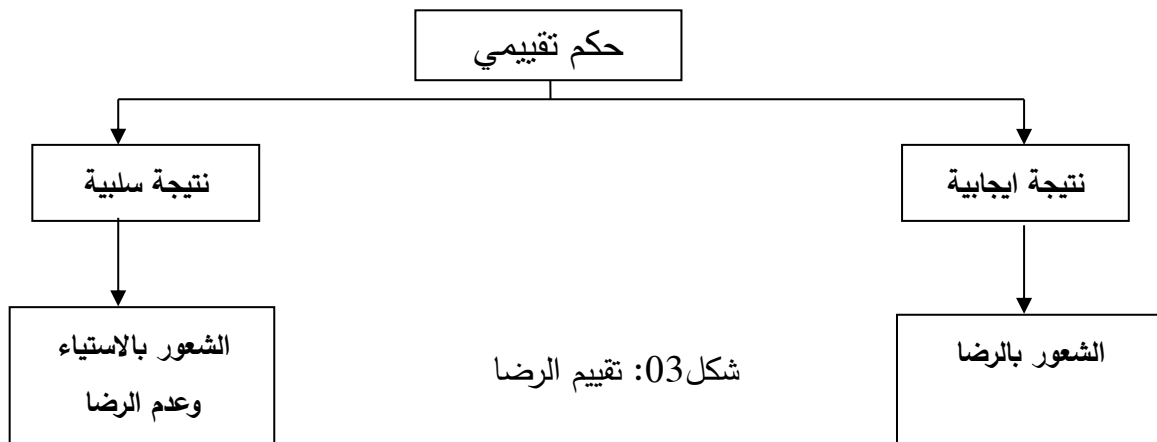 حكم تقييمي
نتيجة ايجابية
نتيجة سلبية
الشعور بالرضا
الشعور بالاستياء
وعدم الرضا
شكل03: تقييم الرضا